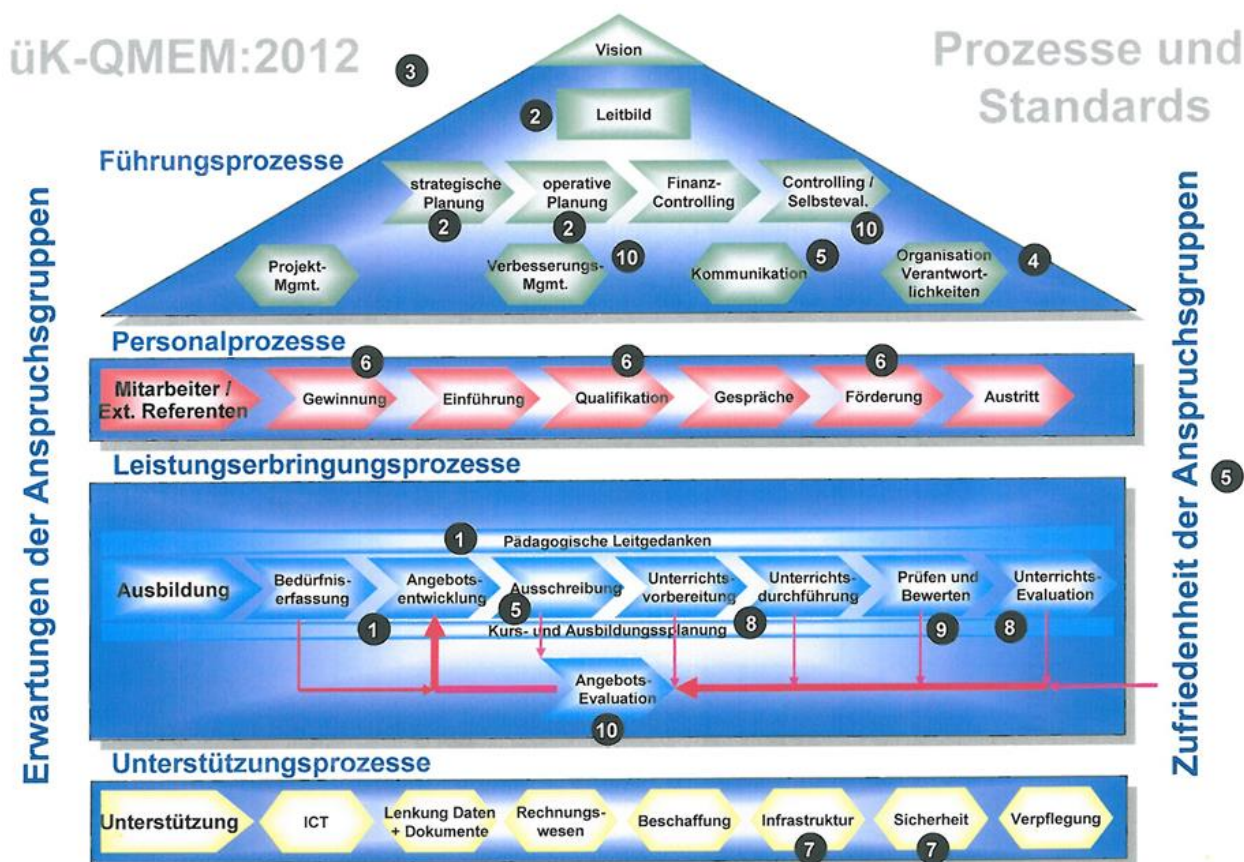 üK-QMEM:2012
Prozesse und
Standards
Vision
3
2
Leitbild
Führungsprozesse
strategische
Planung
2
operative
Planung
2
Finanz-
Controlling
Controlling /
Selbsteval.
10
Projekt-
Mgmt.
Verbesserungs-
Mgmt.
10
Kommunikation
5
Organisation
Verantwort-
lichkeiten
4
Erwartungen der Anspruchsgruppen
Zufriedenheit der Anspruchsgruppen
5
Personalprozesse
Mitarbeiter /
Ext. Referenten
6
Gewinnung
Einführung
6
Qualifikation
Gespräche
6
Förderung
Austritt
Leistungserbringungsprozesse
1
Pädagogische Leitgedanken
Ausbildung
Bedürfnis-
erfassung
Angebots-
entwicklung
Ausschreibung
Unterrichts-
vorbereitung
Unterrichts-
durchführung
Prüfen und
Bewerten
Unterrichts-
Evaluation
1
5
Kurs- und Ausbildungssplanung
8
9
8
Angebots-
Evaluation
10
Unterstützungsprozesse
Unterstützung
ICT
Lenkung Daten
+ Dokumente
Rechnungs-
wesen
Beschaffung
Infrastruktur
7
Sicherheit
7
Verpflegung